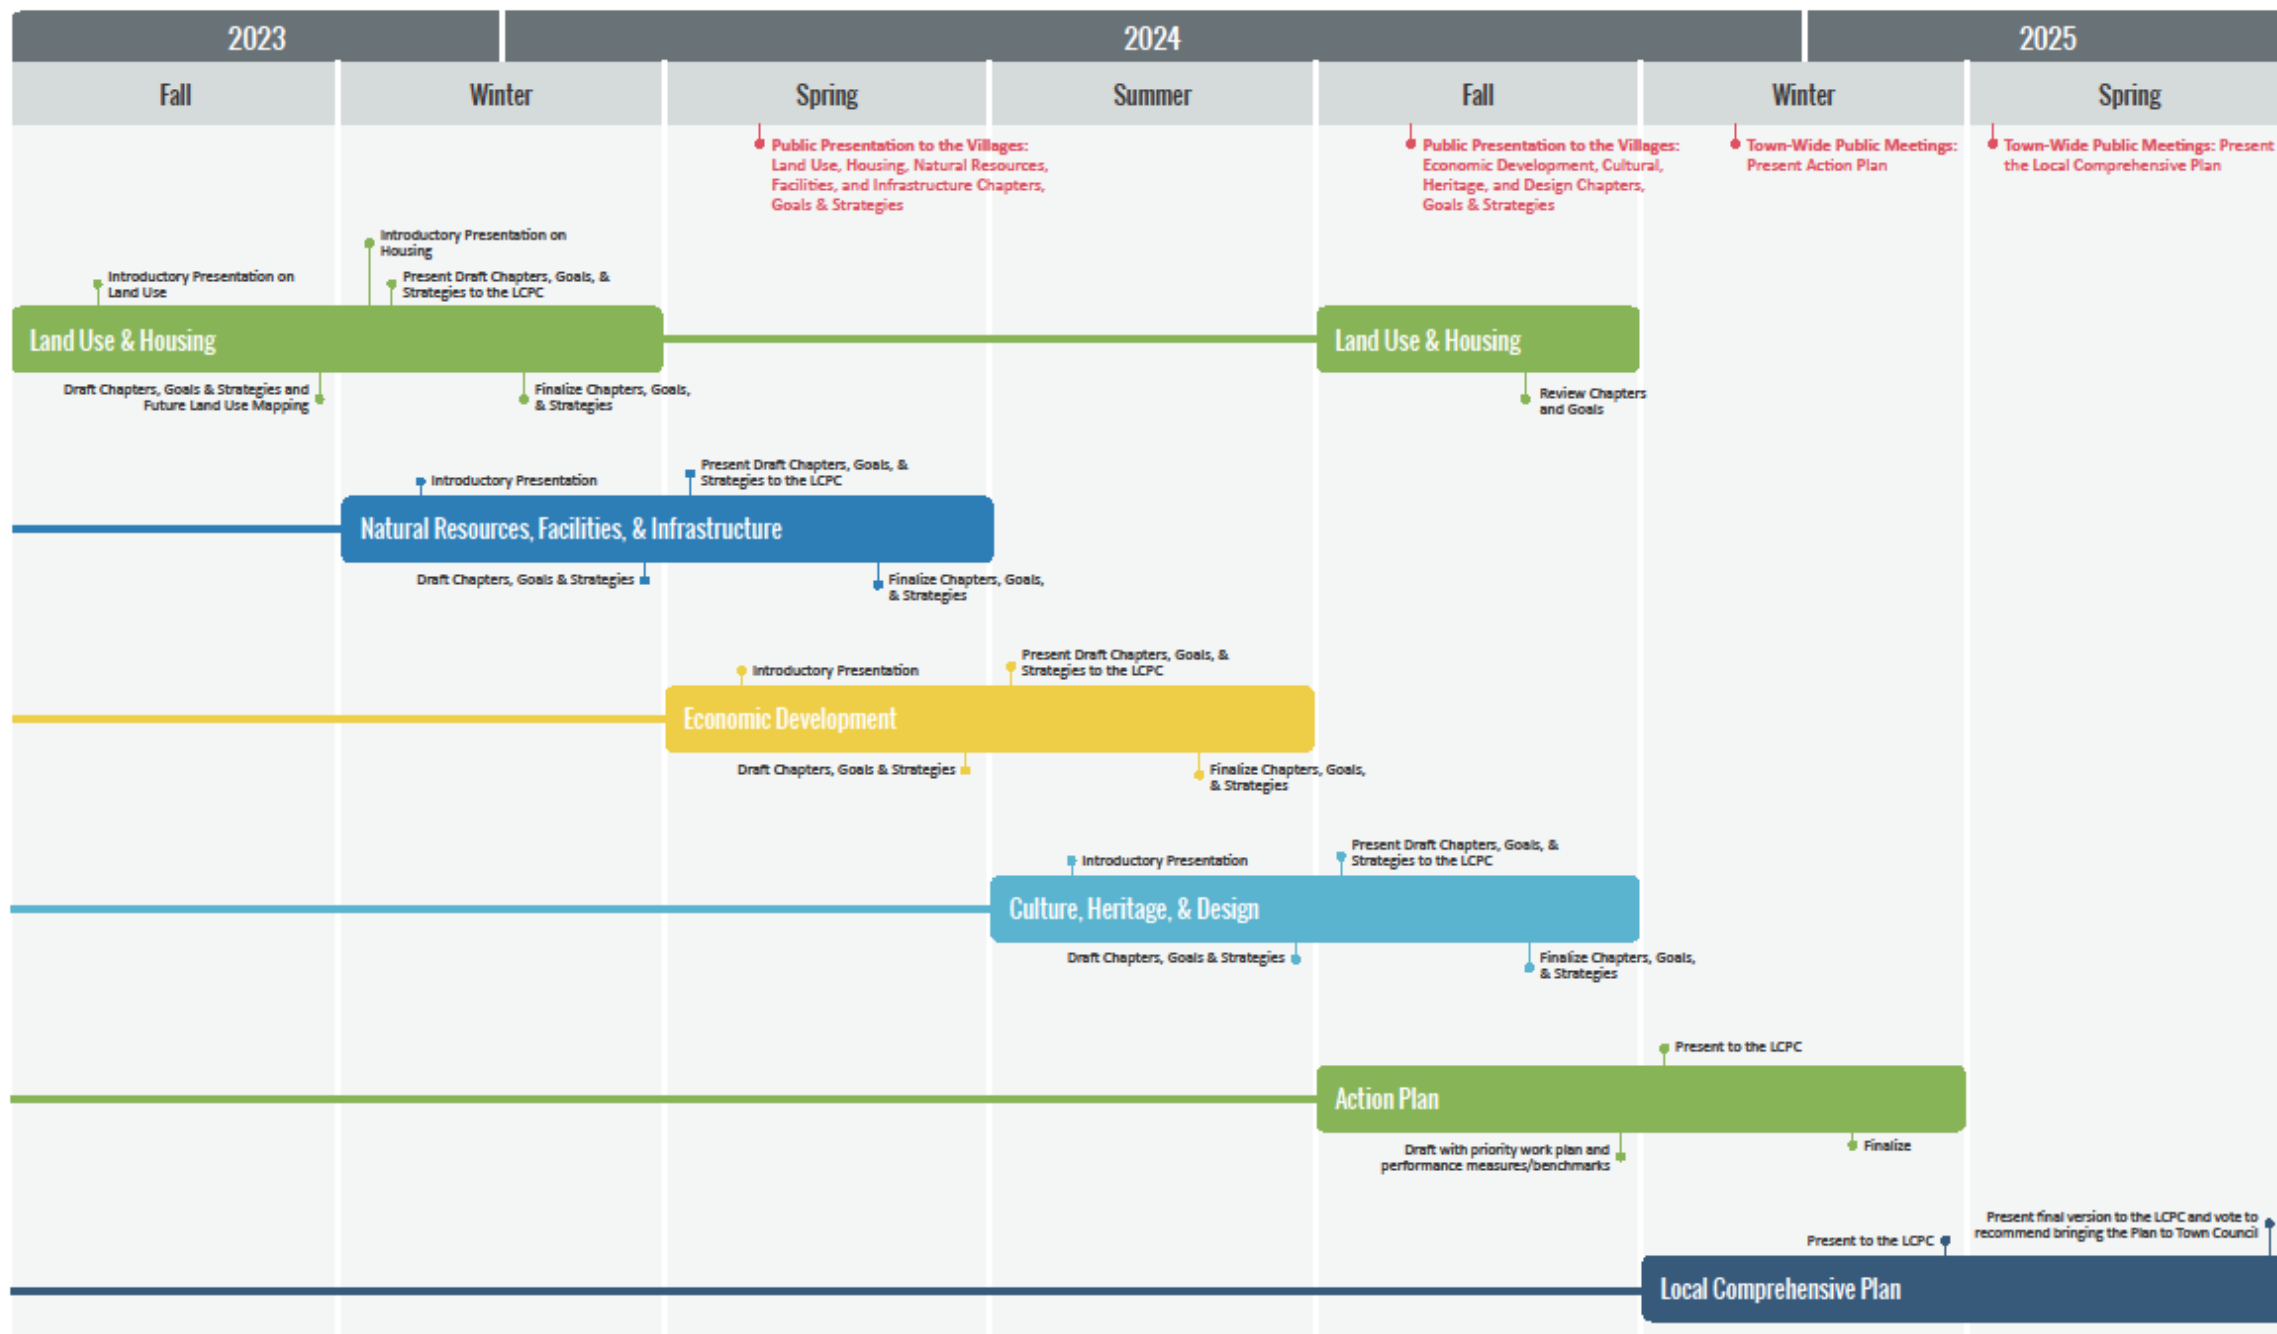 2023
2024
2025
Fall
Winter
Spring
Summer
Fall
Winter
Spring
Public Presentation to the Villages:
Land Use, Housing, Natural Resources,
Facilities, and Infrastructure Chapters,
Goals & Strategies
Public Presentation to the Villages:
Economic Development, Cultural,
Heritage, and Design Chapters,
Goals & Strategies
Town-Wide Public Meetings:
Present Action Plan
Town-Wide Public Meetings: Present
the Local Comprehensive Plan
Introductory Presentation on
Housing
Introductory Presentation on
Land Use
Present Draft Chapters, Goals, &
Strategies to the LCPC
Land Use & Housing
Land Use & Housing
Draft Chapters, Goals & Strategies and
Future Land Use Mapping
Finalize Chapters, Goals,
& Strategies
Review Chapters
and Goals
Introductory Presentation
Present Draft Chapters, Goals, &
Strategies to the LCPC
Natural Resources, Facilities, & Infrastructure
Draft Chapters, Goals & Strategies
Finalize Chapters, Goals,
& Strategies
Introductory Presentation
Present Draft Chapters, Goals, &
Strategies to the LCPC
Economic Development
Draft Chapters, Goals & Strategies
Finalize Chapters, Goals,
& Strategies
Introductory Presentation
Present Draft Chapters, Goals, &
Strategies to the LCPC
Culture, Heritage, & Design
Draft Chapters, Goals & Strategies
Finalize Chapters, Goals,
& Strategies
Present to the LCPC
Action Plan
Draft with priority work plan and
performance measures/benchmarks
Finalize
Present to the LCPC
Present final version to the LCPC and vote to
recommend bringing the Plan to Town Council
Local Comprehensive Plan